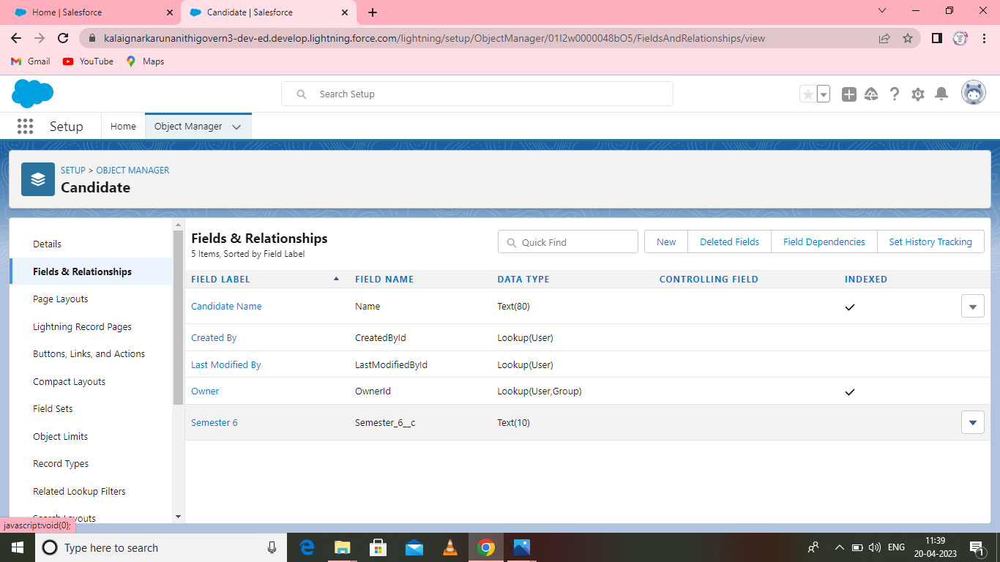 Home | Salesforce
Candidate | Salesforce
kalaignarkarunanithigovern3-dev-ed.develop.lightning.force.com/lightning/setup/ObjectManager/01I2w0000048bO5/FieldsAndRelationships/view
Gmail
YouTube
Maps
Search Setup
Setup
Home
Object Manager
SETUP > OBJECT MANAGER
Candidate
Details
Fields & Relationships
Page Layouts
Lightning Record Pages
Buttons, Links, and Actions
Compact Layouts
Field Sets
Object Limits
Record Types
Related Lookup Filters
Search Layouts
Fields & Relationships
5 Items, Sorted by Field Label
Quick Find
New
Deleted Fields
Field Dependencies
Set History Tracking
FIELD LABEL FIELD NAME DATA TYPE CONTROLLING FIELD INDEXED
Candidate Name Name Text(80)
Created By CreatedById Lookup(User)
Last Modified By LastModifiedById Lookup(User)
Owner OwnerId Lookup(User,Group)
Semester 6 Semester_6__c Text(10)
javascript:void(0);
Type here to search
ENG
11:39
20-04-2023
1